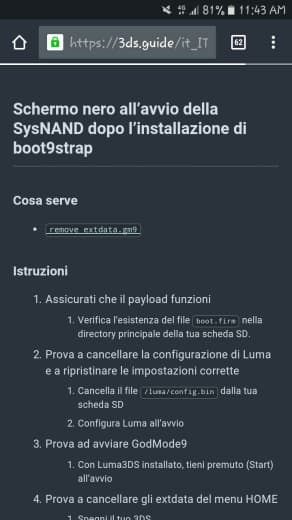 81% 11:43 AM
https://3ds.guide/it_IT
62
Schermo nero all'avvio della
SysNAND dopo l'installazione di
boot9strap
Cosa serve
• remove_extdata.gm9
Istruzioni
1. Assicurati che il payload funzioni
1. Verifica l'esistenza del file boot.firm nella
directory principale della tua scheda SD.
2. Prova a cancellare la configurazione di Luma
e a ripristinare le impostazioni corrette
1. Cancella il file /luma/config.bin dalla tua
scheda SD
2. Configura Luma all'avvio
3. Prova ad avviare GodMode9
1. Con Luma3DS installato, tieni premuto (Start)
all'avvio
4. Prova a cancellare gli extdata del menu HOME
1. Spegni il tuo 3DS